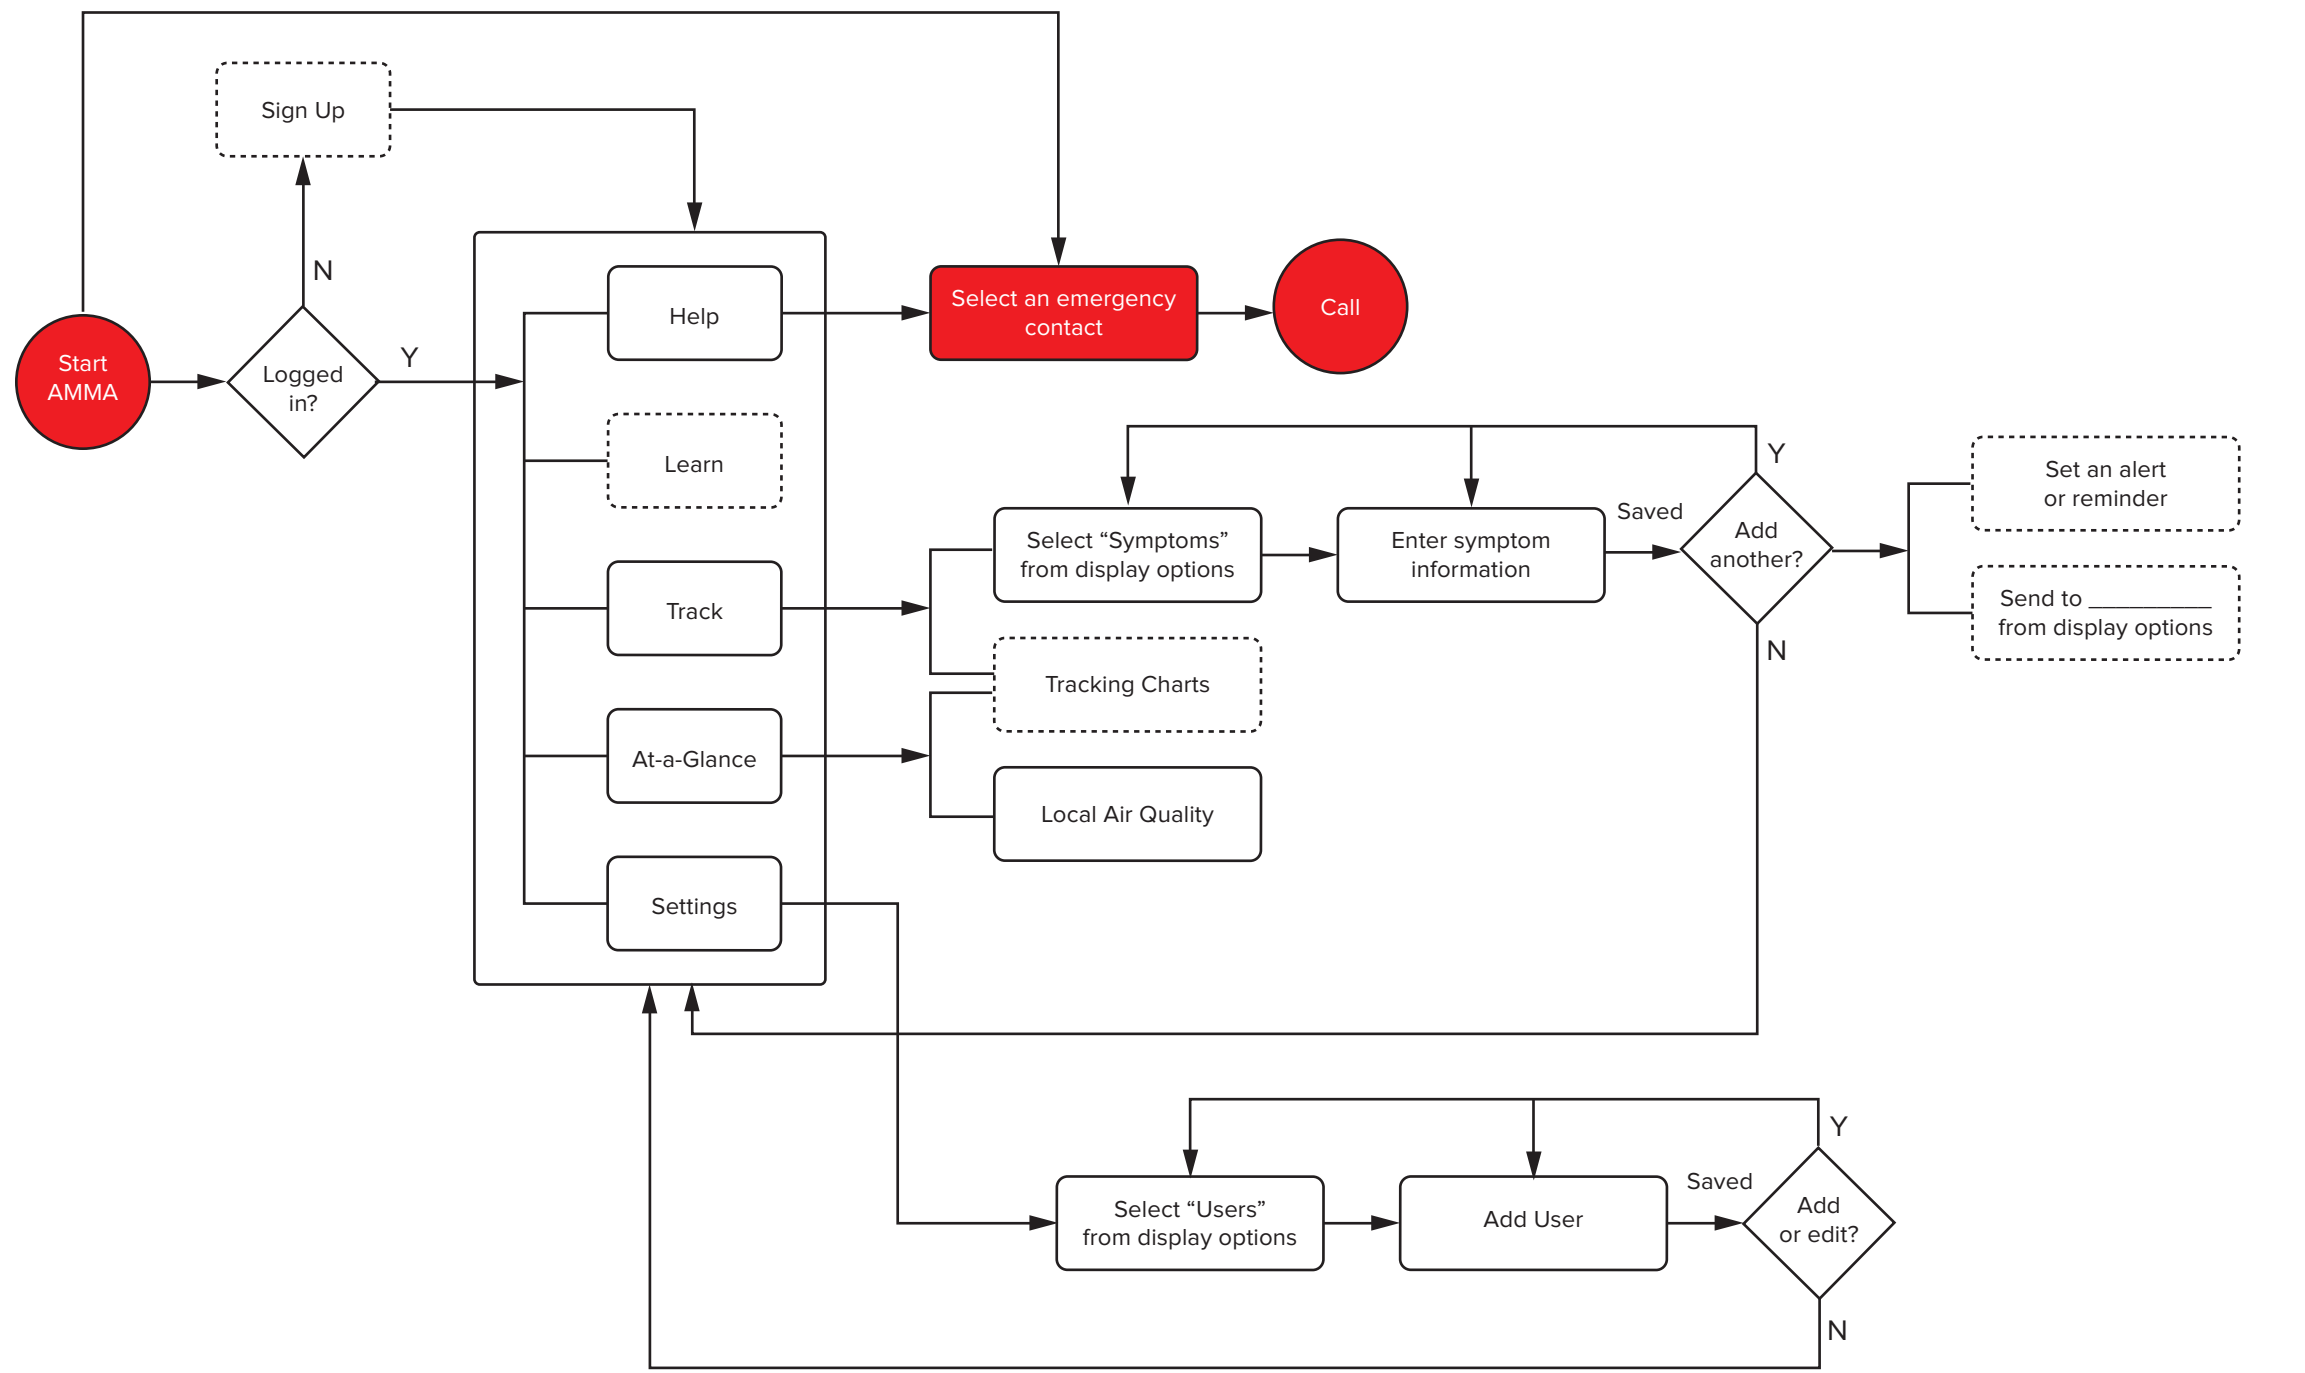 Sign Up
N
Start
AMMA
Logged
in?
Y
Help
Select an emergency
contact
Call
Learn
Track
Select “Symptoms”
from display options
Enter symptom
information
Saved
Y
Add
another?
N
Set an alert
or reminder
Send to __________
from display options
Tracking Charts
At-a-Glance
Local Air Quality
Settings
Select “Users”
from display options
Add User
Saved
Y
Add
or edit?
N